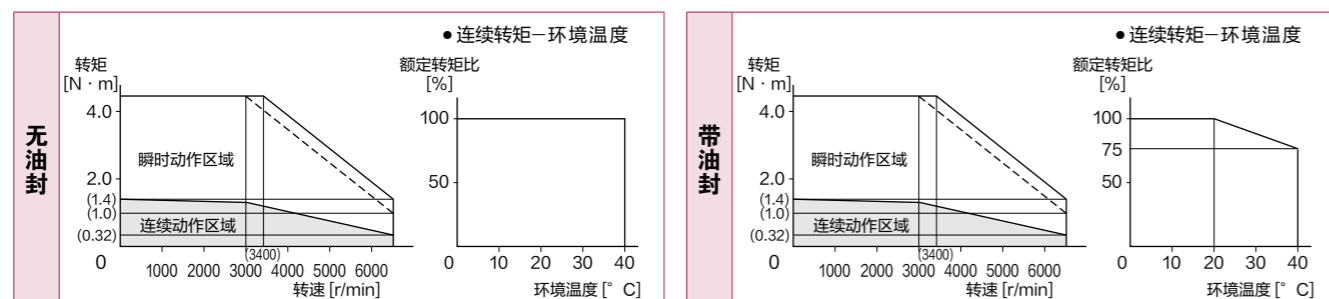 无油封
● 连续转矩－环境温度
转矩
[N · m]
4.0
2.0
(1.4)
(1.0)
(0.32)
0
瞬时动作区域
连续动作区域
(3400)
1000 2000 3000 4000 5000 6000
转速 [r/min]
额定转矩比
[%]
100
50
0 10 20 30 40
环境温度 [° C]
带油封
● 连续转矩－环境温度
转矩
[N · m]
4.0
2.0
(1.4)
(1.0)
(0.32)
0
瞬时动作区域
连续动作区域
(3400)
1000 2000 3000 4000 5000 6000
转速 [r/min]
额定转矩比
[%]
100
75
50
0 10 20 30 40
环境温度 [° C]